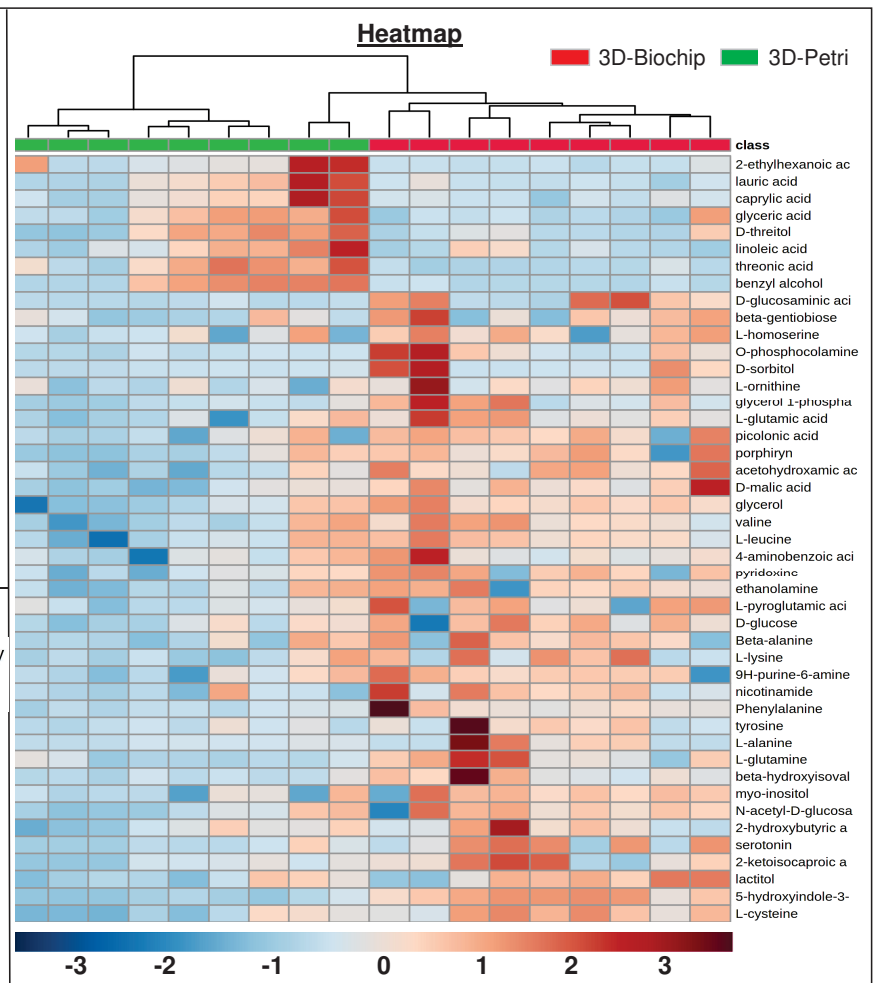 Heatmap
3D-Biochip 3D-Petri
class
2-ethylhexanoic ac
lauric acid
caprylic acid
glyceric acid
D-threitol
linoleic acid
threonic acid
benzyl alcohol
D-glucosaminic aci
beta-gentiobiose
L-homoserine
O-phosphocolamine
D-sorbitol
L-ornithine
glycerol 1-phospha
L-glutamic acid
picolonic acid
porphiryn
acetohydroxamic ac
D-malic acid
glycerol
valine
L-leucine
4-aminobenzoic aci
pyridoxine
ethanolamine
L-pyroglutamic aci
D-glucose
Beta-alanine
L-lysine
9H-purine-6-amine
nicotinamide
Phenylalanine
tyrosine
L-alanine
L-glutamine
beta-hydroxyisoval
myo-inositol
N-acetyl-D-glucosa
2-hydroxybutyric a
serotonin
2-ketoisocaproic a
lactitol
5-hydroxyindole-3-
L-cysteine
-3 -2 -1 0 1 2 3